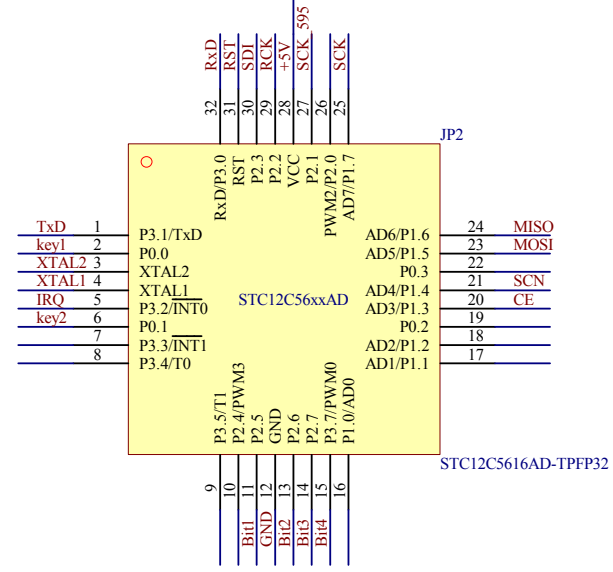 RxD RST SDI RCK +5V SCK_595 SCK
32 31 30 29 28 27 26 25
JP2
RxD/P3.0 RST P2.3 P2.2 VCC P2.1 PWM2/P2.0 AD7/P1.7
TxD 1 P3.1/TxD AD6/P1.6 24 MISO
key1 2 P0.0 AD5/P1.5 23 MOSI
XTAL2 3 XTAL2 P0.3 22
XTAL1 4 XTAL1 AD4/P1.4 21 SCN
STC12C56xxAD
IRQ 5 P3.2/INT0 AD3/P1.3 20 CE
key2 6 P0.1 P0.2 19
7 P3.3/INT1 AD2/P1.2 18
8 P3.4/T0 AD1/P1.1 17
P3.5/T1 P2.4/PWM3 P2.5 GND P2.6 P2.7 P3.7/PWM0 P1.0/AD0
STC12C5616AD-TPFP32
9 10 11 12 13 14 15 16
Bit1 GND Bit2 Bit3 Bit4